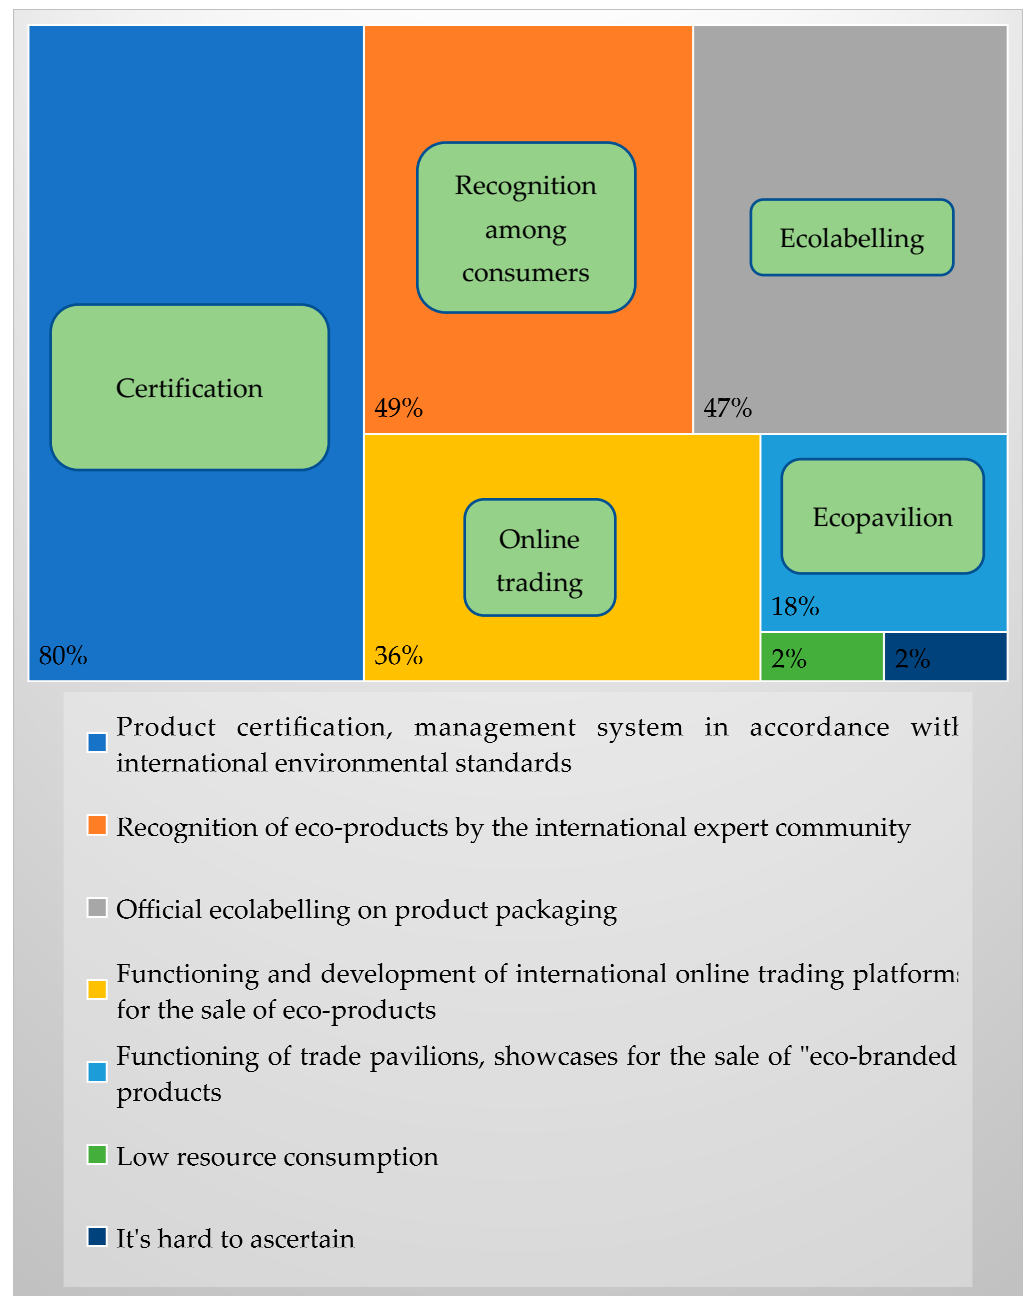 Certification
80%
Recognition
among
consumers
49%
Ecolabelling
47%
Online
trading
36%
Ecopavilion
18%
2%
2%
Product certification, management system in accordance with
international environmental standards
Recognition of eco-products by the international expert community
Official ecolabelling on product packaging
Functioning and development of international online trading platforms
for the sale of eco-products
Functioning of trade pavilions, showcases for the sale of "eco-branded
products
Low resource consumption
It's hard to ascertain